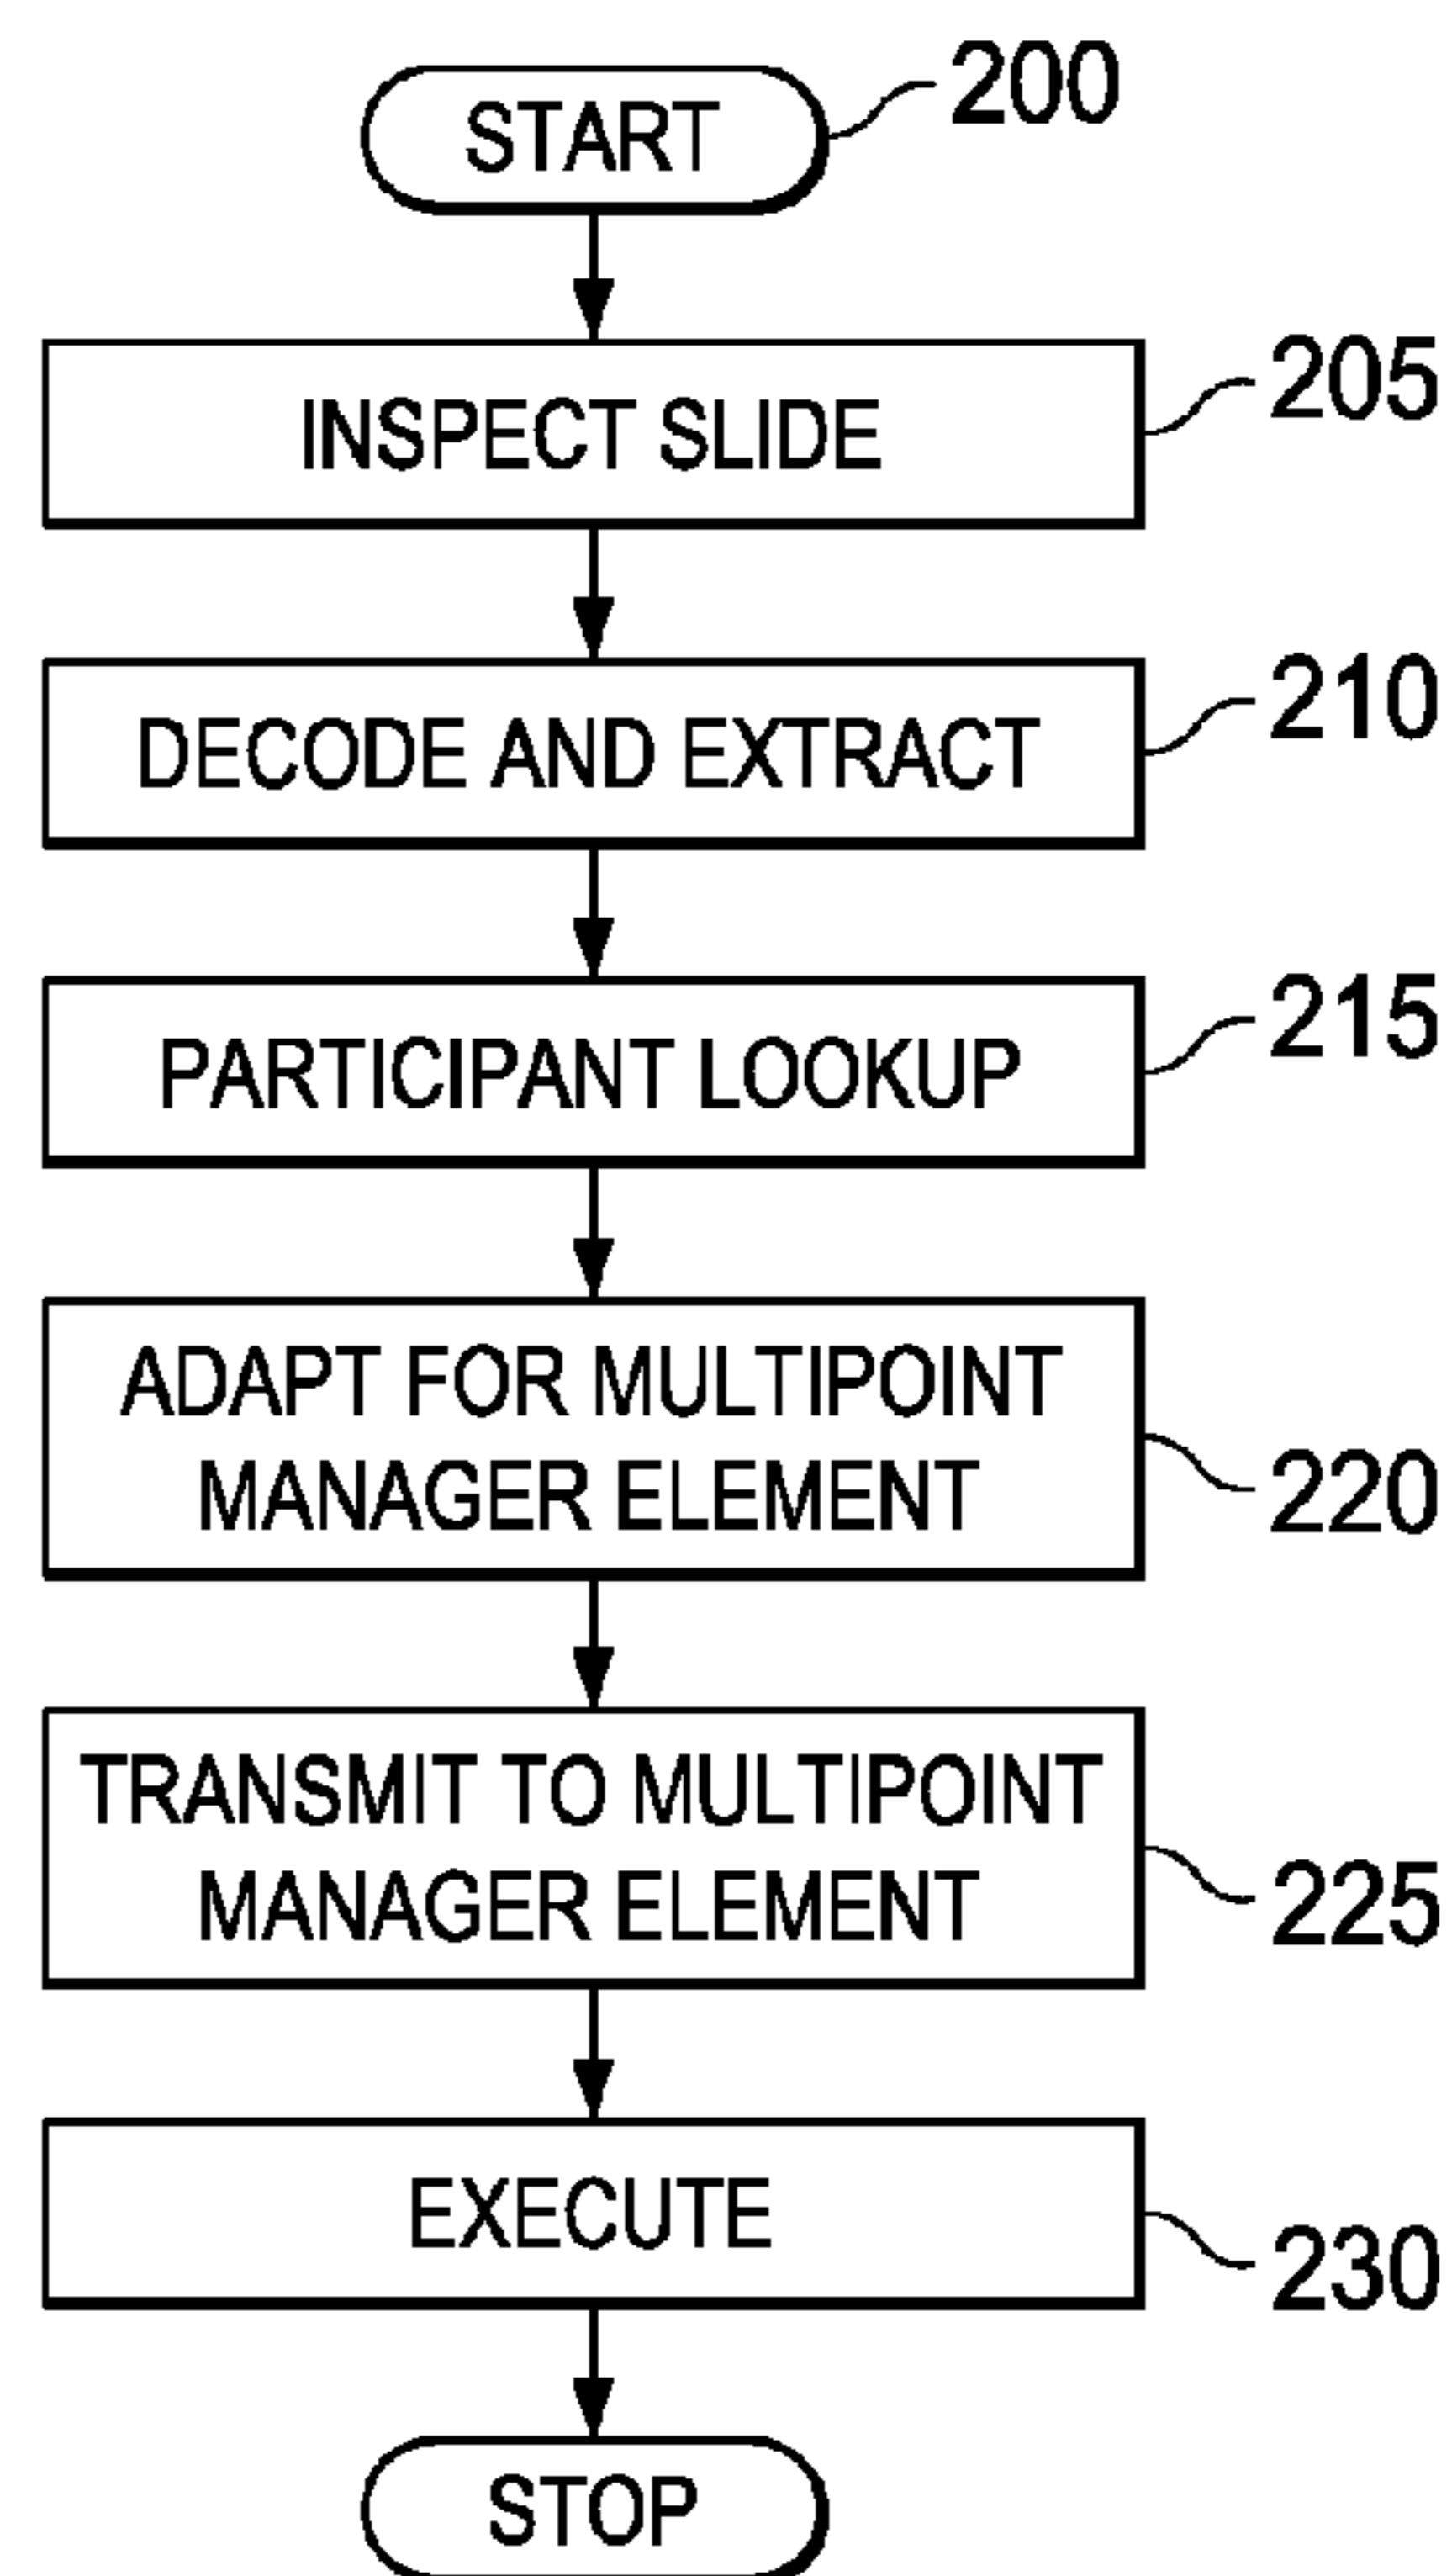 START
200
INSPECT SLIDE
205
DECODE AND EXTRACT
210
PARTICIPANT LOOKUP
215
ADAPT FOR MULTIPOINT
MANAGER ELEMENT
220
TRANSMIT TO MULTIPOINT
MANAGER ELEMENT
225
EXECUTE
230
STOP